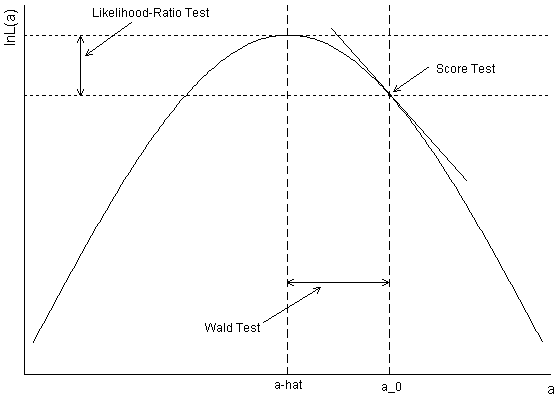 lnL(a)
Likelihood-Ratio Test
Score Test
Wald Test
a-hat
a_0
a